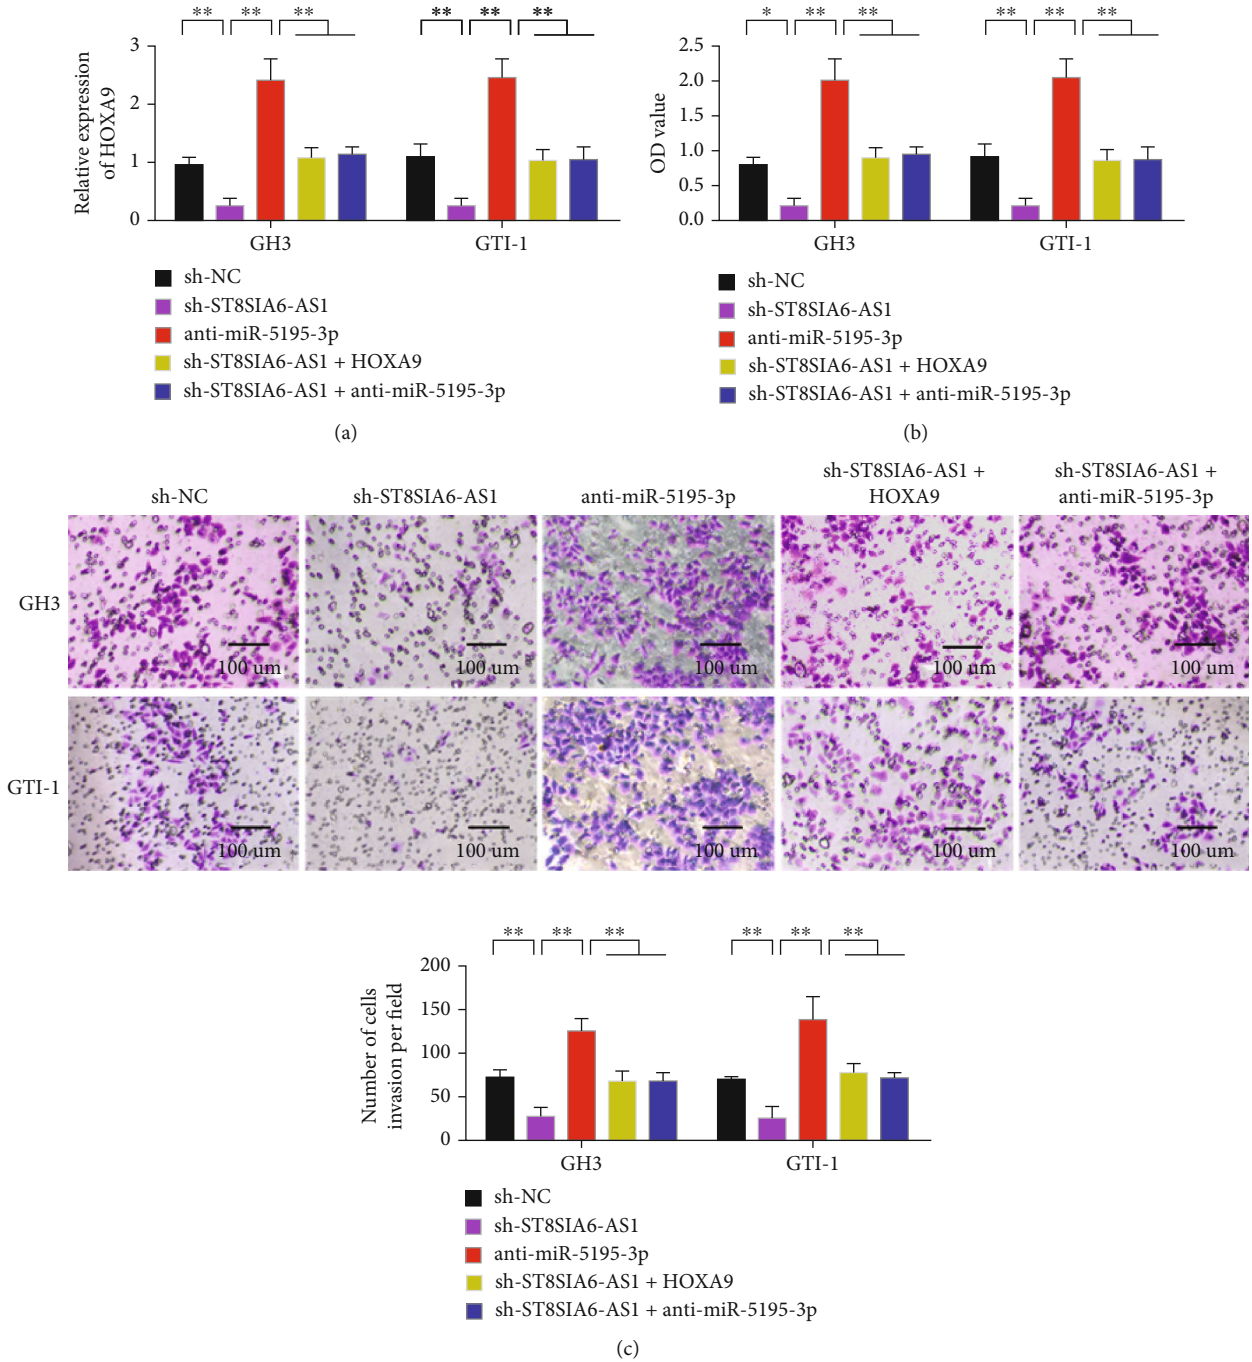 ** ** ** ** ** **
Relative expression
of HOXA9
3
2
1
0
GH3 GTI-1
sh-NC
sh-ST8SIA6-AS1
anti-miR-5195-3p
sh-ST8SIA6-AS1 + HOXA9
sh-ST8SIA6-AS1 + anti-miR-5195-3p
(a)
* ** ** ** ** **
OD value
2.5
2.0
1.5
1.0
0.5
0.0
GH3 GTI-1
sh-NC
sh-ST8SIA6-AS1
anti-miR-5195-3p
sh-ST8SIA6-AS1 + HOXA9
sh-ST8SIA6-AS1 + anti-miR-5195-3p
(b)
sh-NC
sh-ST8SIA6-AS1
anti-miR-5195-3p
sh-ST8SIA6-AS1 +
HOXA9
sh-ST8SIA6-AS1 +
anti-miR-5195-3p
GH3
100 um 100 um 100 um 100 um 100 um
GTI-1
100 um 100 um 100 um 100 um 100 um
** ** ** ** ** **
Number of cells
invasion per field
200
150
100
50
0
GH3 GTI-1
sh-NC
sh-ST8SIA6-AS1
anti-miR-5195-3p
sh-ST8SIA6-AS1 + HOXA9
sh-ST8SIA6-AS1 + anti-miR-5195-3p
(c)